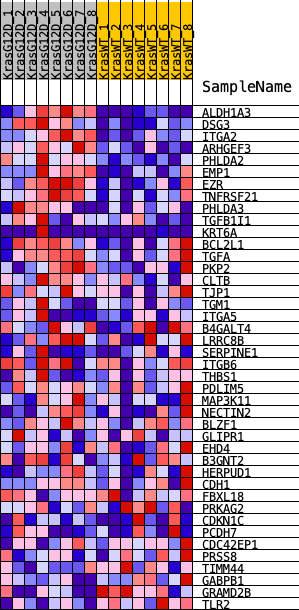 KrasG12D_1
KrasG12D_2
KrasG12D_3
KrasG12D_4
KrasG12D_5
KrasG12D_6
KrasG12D_7
KrasG12D_8
KrasWT_1
KrasWT_2
KrasWT_3
KrasWT_4
KrasWT_5
KrasWT_6
KrasWT_7
KrasWT_8
SampleName
ALDH1A3
DSG3
ITGA2
ARHGEF3
PHLDA2
EMP1
EZR
TNFRSF21
PHLDA3
TGFB1I1
KRT6A
BCL2L1
TGFA
PKP2
CLTB
TJP1
TGM1
ITGA5
B4GALT4
LRRC8B
SERPINE1
ITGB6
THBS1
PDLIM5
MAP3K11
NECTIN2
BLZF1
GLIPR1
EHD4
B3GNT2
HERPUD1
CDH1
FBXL18
PRKAG2
CDKN1C
PCDH7
CDC42EP1
PRSS8
TIMM44
GABPB1
GRAMD2B
TLR2